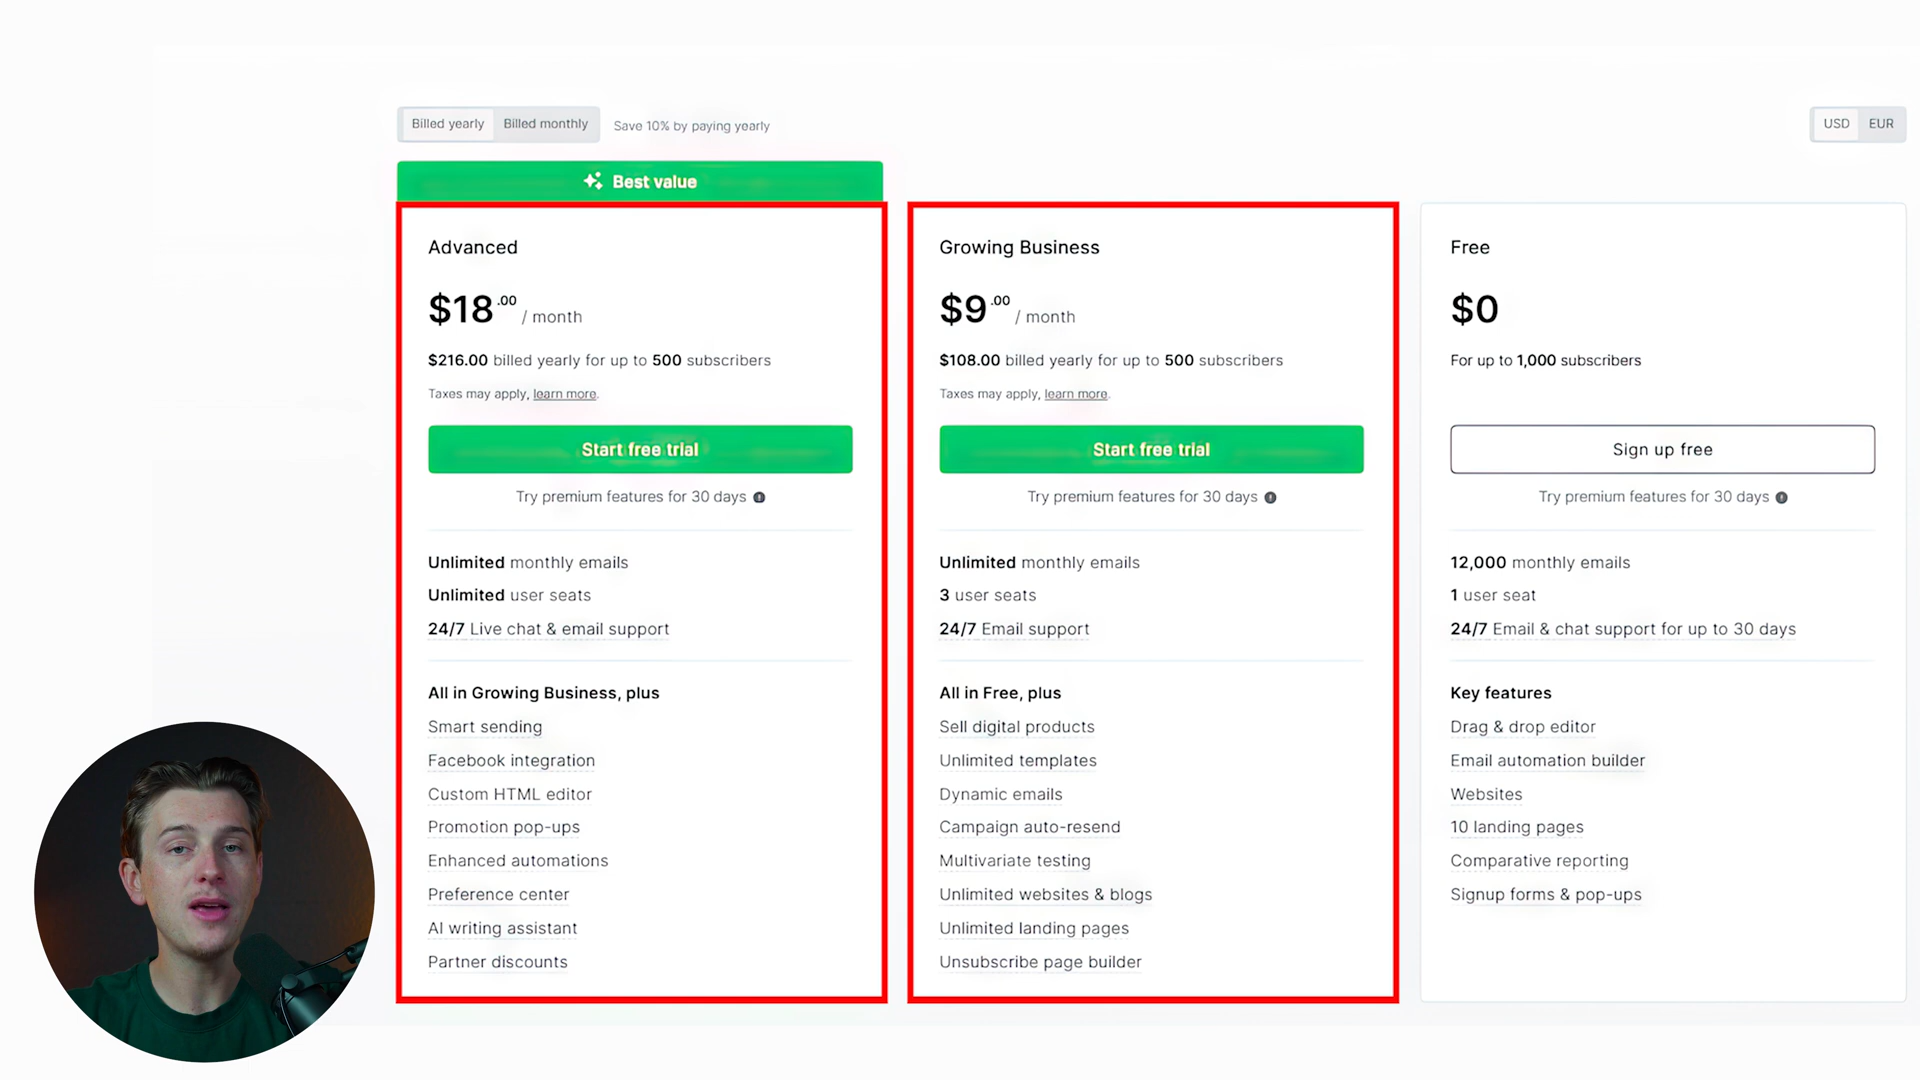 Billed yearly Billed monthly Save 10% by paying yearly
USD EUR
Best value
Advanced
$18.00 / month
$216.00 billed yearly for up to 500 subscribers
Taxes may apply, learn more.
Start free trial
Try premium features for 30 days
Unlimited monthly emails
Unlimited user seats
24/7 Live chat & email support
All in Growing Business, plus
Smart sending
Facebook integration
Custom HTML editor
Promotion pop-ups
Enhanced automations
Preference center
AI writing assistant
Partner discounts
Growing Business
$9.00 / month
$108.00 billed yearly for up to 500 subscribers
Taxes may apply, learn more.
Start free trial
Try premium features for 30 days
Unlimited monthly emails
3 user seats
24/7 Email support
All in Free, plus
Sell digital products
Unlimited templates
Dynamic emails
Campaign auto-resend
Multivariate testing
Unlimited websites & blogs
Unlimited landing pages
Unsubscribe page builder
Free
$0
For up to 1,000 subscribers
Sign up free
Try premium features for 30 days
12,000 monthly emails
1 user seat
24/7 Email & chat support for up to 30 days
Key features
Drag & drop editor
Email automation builder
Websites
10 landing pages
Comparative reporting
Signup forms & pop-ups